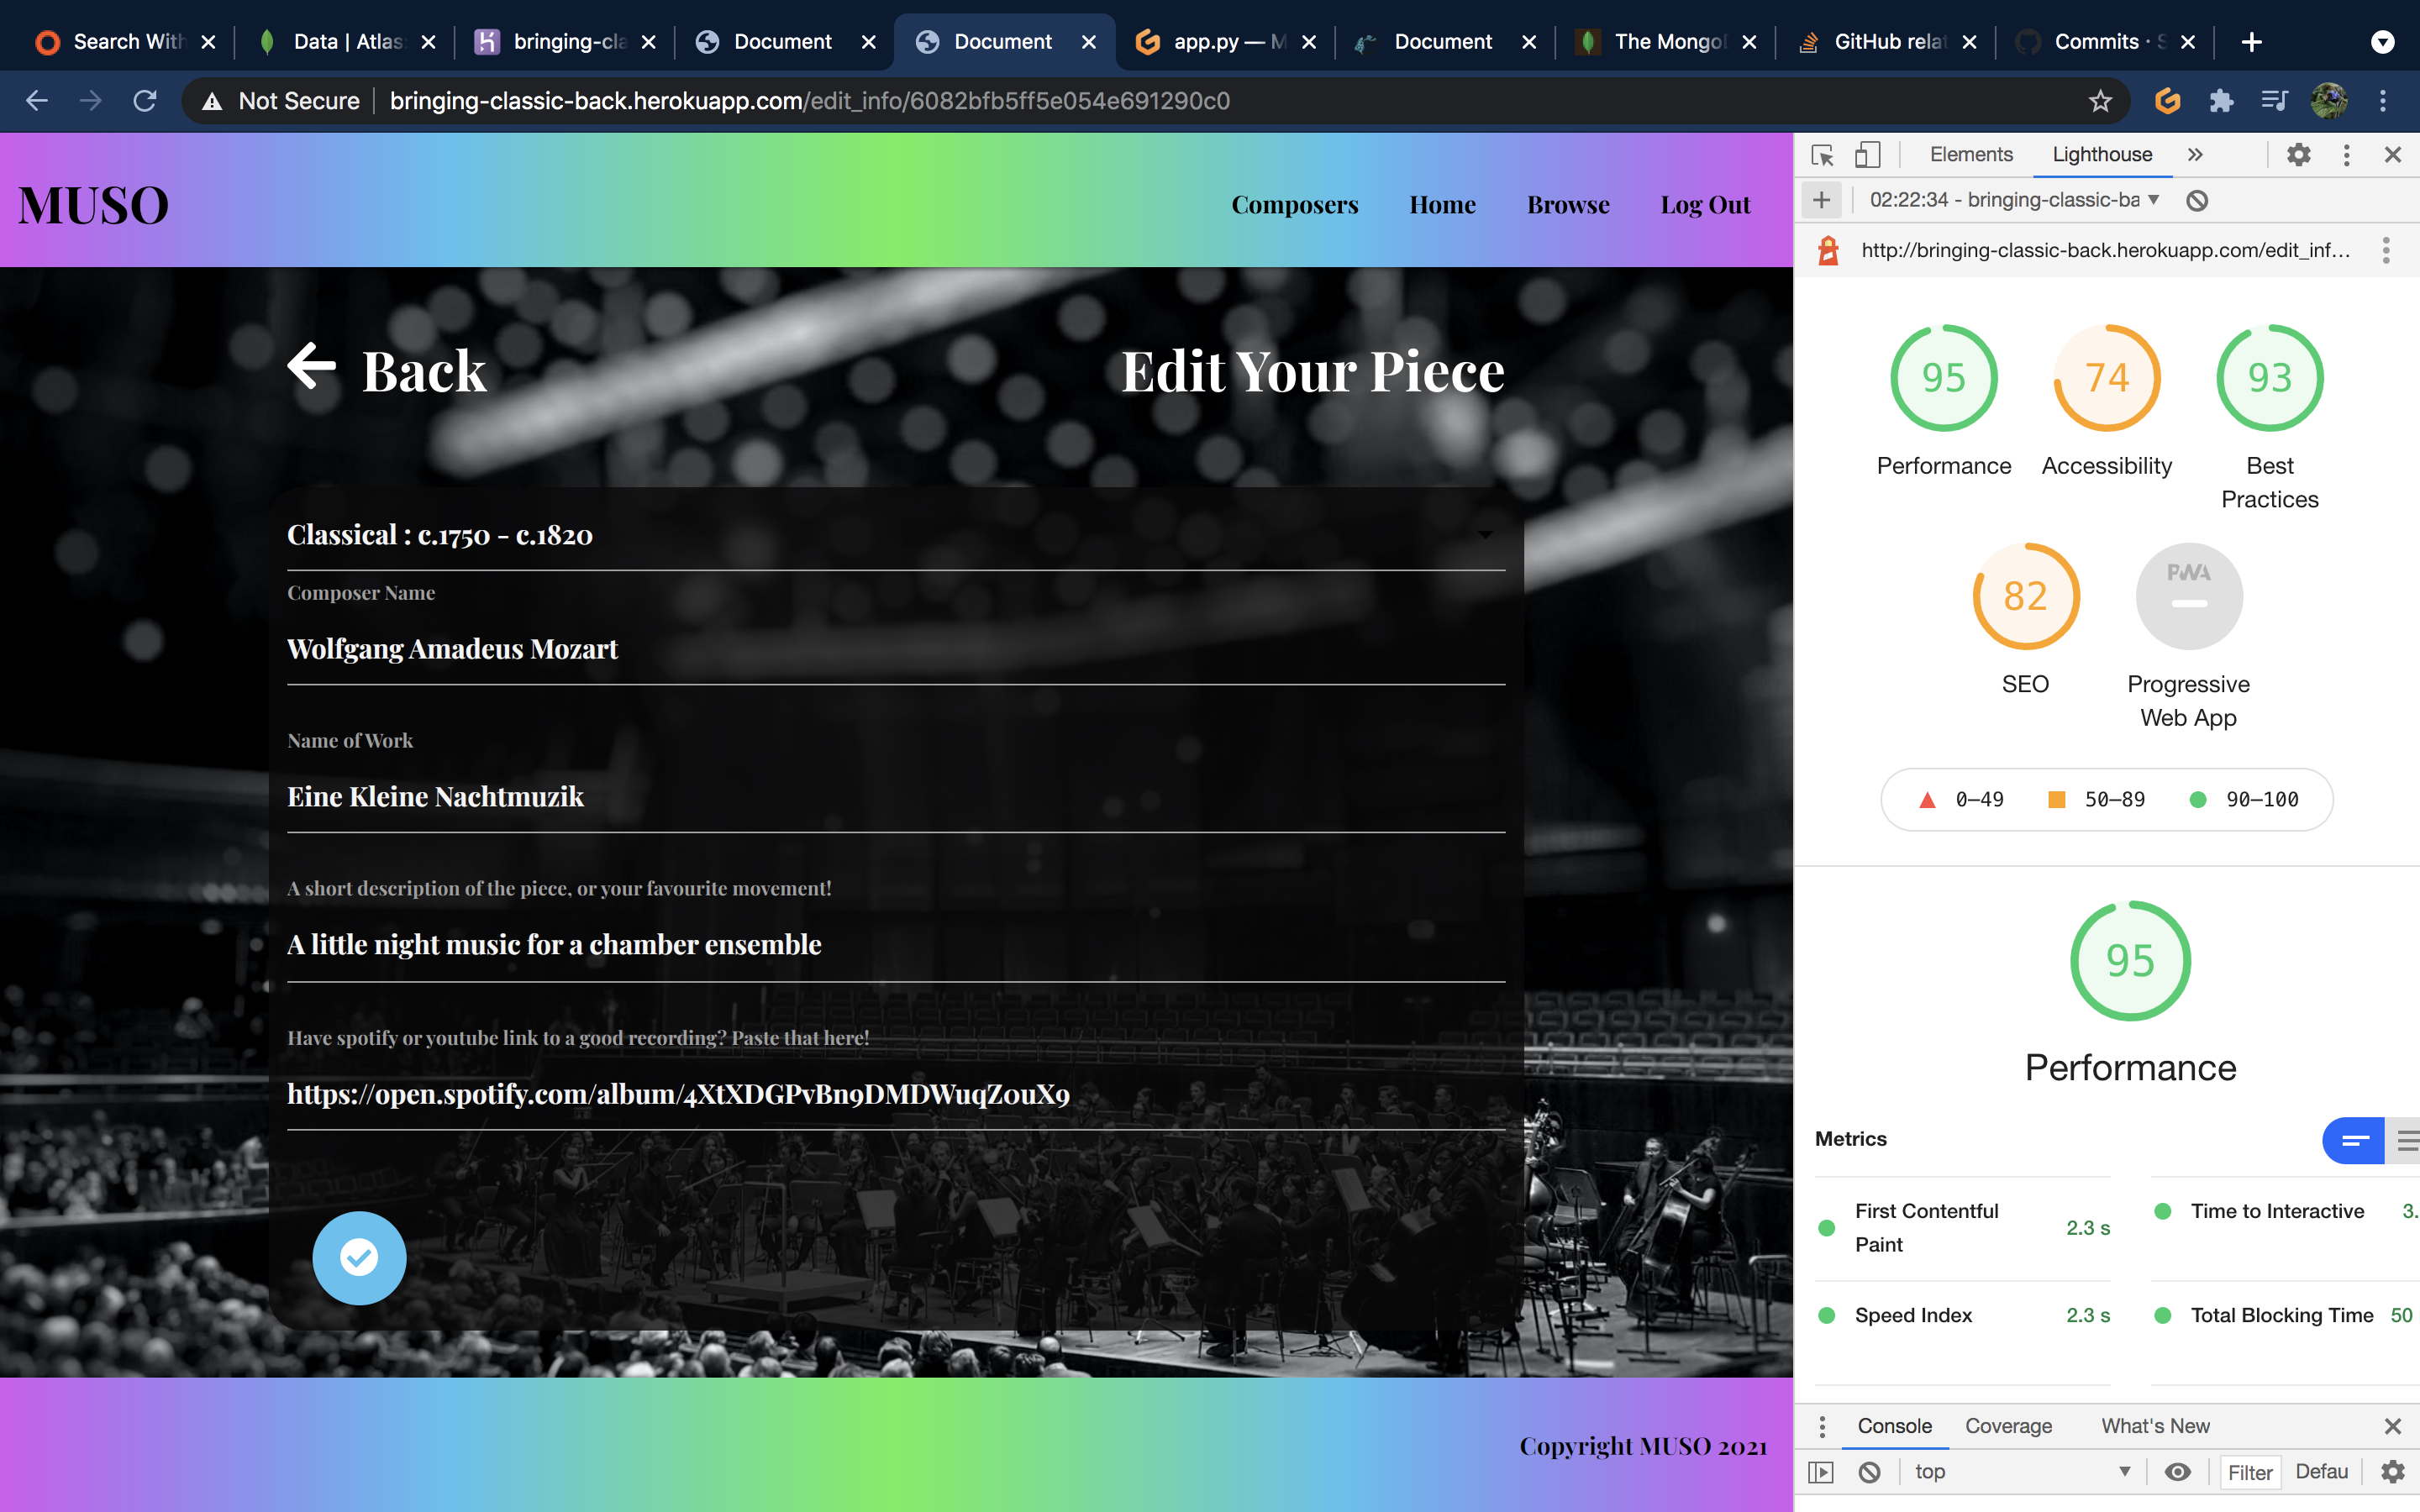 Search With
Data | Atlas:
bringing-cla
Document
Document
app.py — M
Document
The MongoD
GitHub relat
Commits · S
Not Secure
bringing-classic-back.herokuapp.com/edit_info/6082bfb5ff5e054e691290c0
MUSO
Composers
Home
Browse
Log Out
Back
Edit Your Piece
Classical : c.1750 - c.1820
Composer Name
Wolfgang Amadeus Mozart
Name of Work
Eine Kleine Nachtmuzik
A short description of the piece, or your favourite movement!
A little night music for a chamber ensemble
Have spotify or youtube link to a good recording? Paste that here!
https://open.spotify.com/album/4XtXDGPvBn9DMDWuqZ0uX9
Copyright MUSO 2021
Elements
Lighthouse
02:22:34 - bringing-classic-ba
http://bringing-classic-back.herokuapp.com/edit_inf...
95
74
93
Performance
Accessibility
Best
Practices
82
PWA
SEO
Progressive
Web App
0–49
50–89
90–100
95
Performance
Metrics
First Contentful
Paint
2.3 s
Time to Interactive
3.
Speed Index
2.3 s
Total Blocking Time
50
Console
Coverage
What's New
top
Filter
Defau